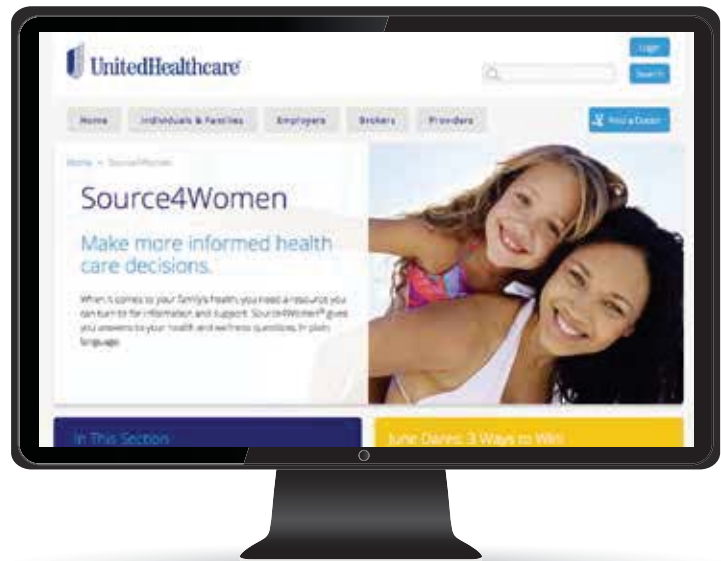 UnitedHealthcare
Login
Search
Home Individuals & Families Employers Brokers Providers
Find a Doctor
Home > Source4Women
Source4Women
Make more informed health
care decisions.
When it comes to your family's health, you need a resource you
can turn to for information and support. Source4Women® gives
you answers to your health and wellness questions, in plain
language.
In This Section
June Dares: 3 Ways to Win!